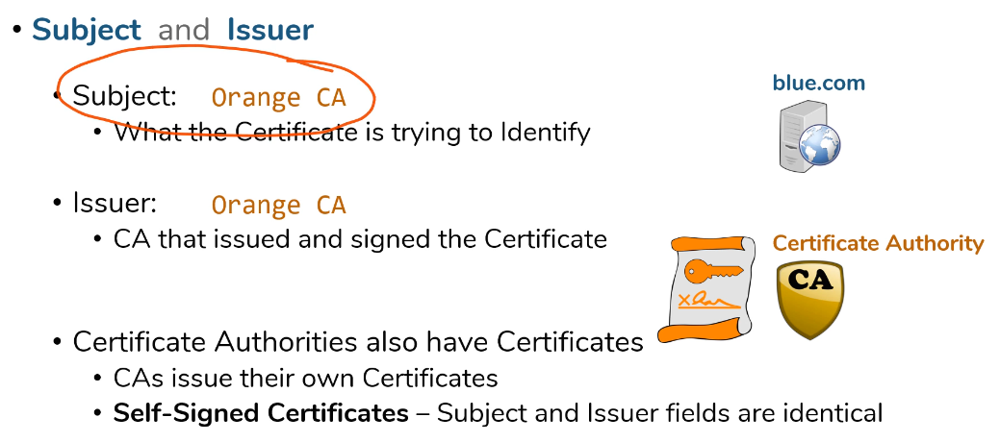 • Subject and Issuer
• Subject: Orange CA
• What the Certificate is trying to Identify
blue.com
• Issuer: Orange CA
• CA that issued and signed the Certificate
Certificate Authority
CA
• Certificate Authorities also have Certificates
• CAs issue their own Certificates
• Self-Signed Certificates – Subject and Issuer fields are identical